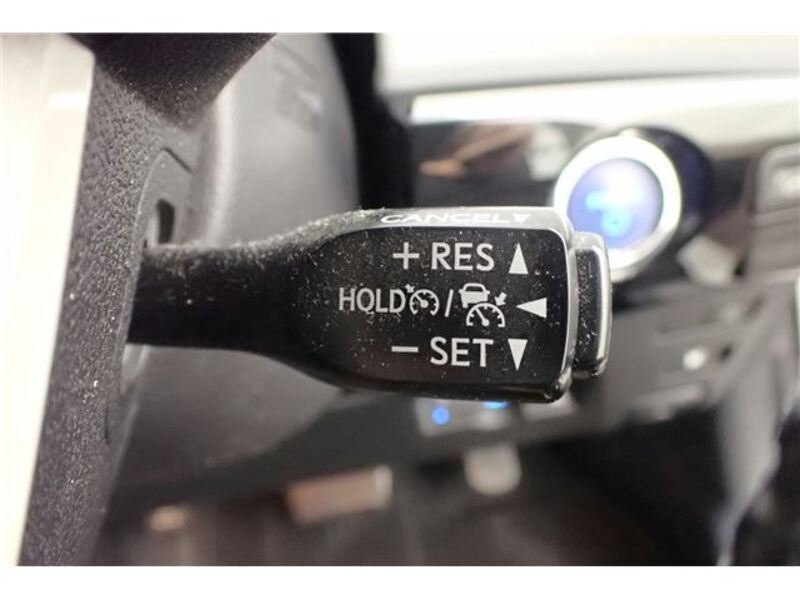 CANCEL▼
+ RES ▲
HOLD / ◀
− SET ▼